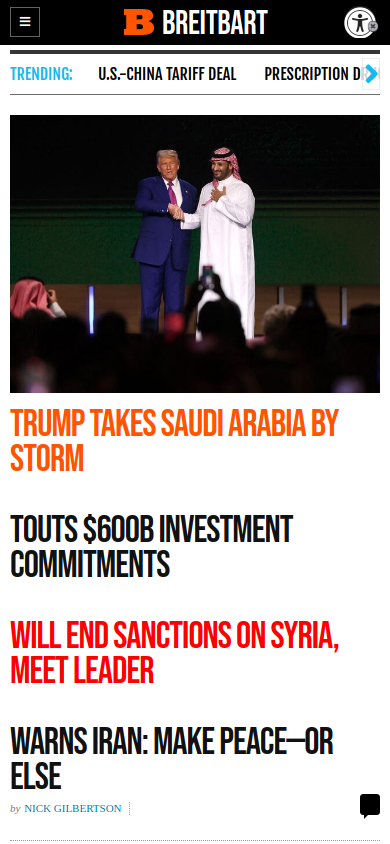 B BREITBART
TRENDING: U.S.–CHINA TARIFF DEAL PRESCRIPTION D
TRUMP TAKES SAUDI ARABIA BY
STORM
TOUTS $600B INVESTMENT
COMMITMENTS
WILL END SANCTIONS ON SYRIA,
MEET LEADER
WARNS IRAN: MAKE PEACE—OR
ELSE
by NICK GILBERTSON